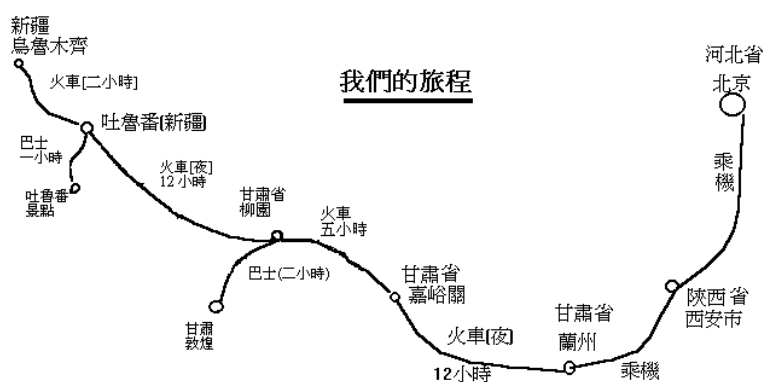 新疆
烏魯木齊
火車[二小時]
吐魯番(新疆)
巴士
一小時
吐魯番
景點
火車[夜]
12小時
我們的旅程
甘肅省
柳園
火車
五小時
巴士(二小時)
甘肅
敦煌
甘肅省
嘉峪關
火車(夜)
12小時
甘肅省
蘭州
乘機
陝西省
西安市
乘機
河北省
北京